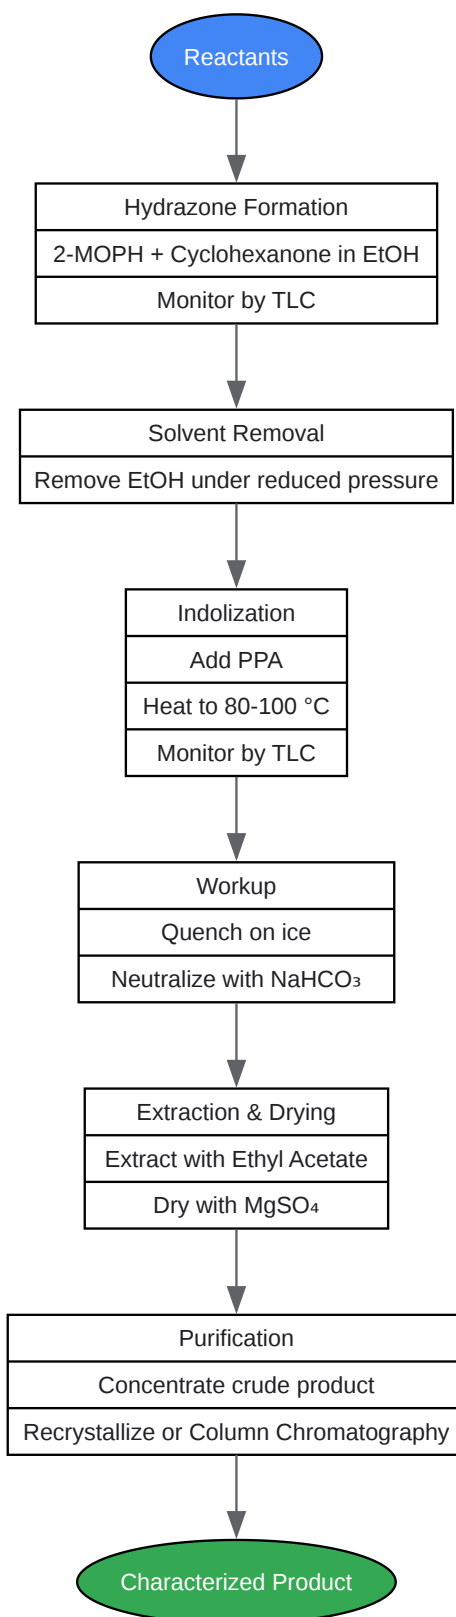 Reactants
Hydrazone Formation
2-MOPH + Cyclohexanone in EtOH
Monitor by TLC
Solvent Removal
Remove EtOH under reduced pressure
Indolization
Add PPA
Heat to 80-100 °C
Monitor by TLC
Workup
Quench on ice
Neutralize with NaHCO₃
Extraction & Drying
Extract with Ethyl Acetate
Dry with MgSO₄
Purification
Concentrate crude product
Recrystallize or Column Chromatography
Characterized Product